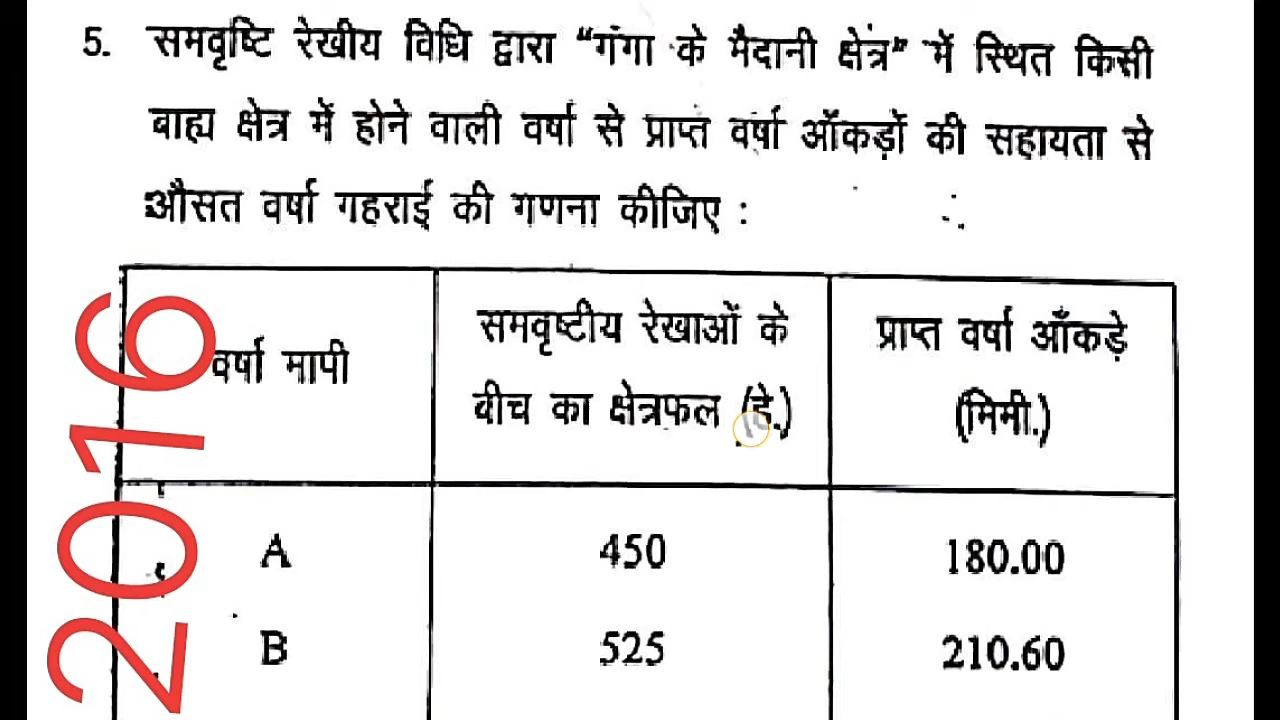 5. समवृष्टि रेखीय विधि द्वारा “गंगा के मैदानी क्षेत्र” में स्थित किसी
बाह्य क्षेत्र में होने वाली वर्षा से प्राप्त वर्षा आँकड़ों की सहायता से
औसत वर्षा गहराई की गणना कीजिए :
वर्षा मापी
समवृष्टीय रेखाओं के
बीच का क्षेत्रफल (हे.)
प्राप्त वर्षा आँकड़े
(मिमी.)
A 450 180.00
B 525 210.60
2016